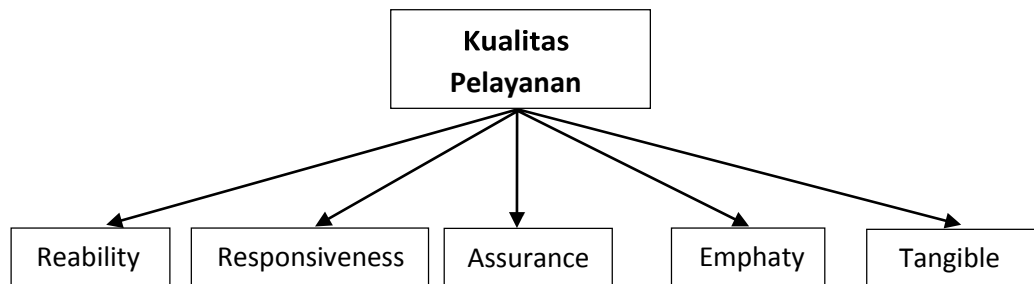 Kualitas
Pelayanan
Reability
Responsiveness
Assurance
Emphaty
Tangible